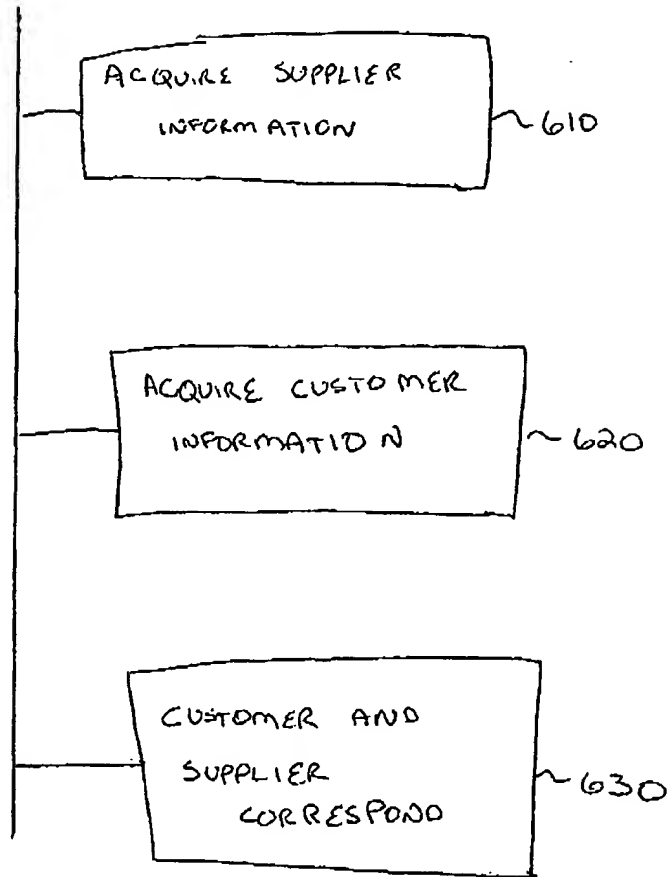 ACQUIRE SUPPLIER
INFORMATION
610
ACQUIRE CUSTOMER
INFORMATION
620
CUSTOMER AND
SUPPLIER
CORRESPOND
630